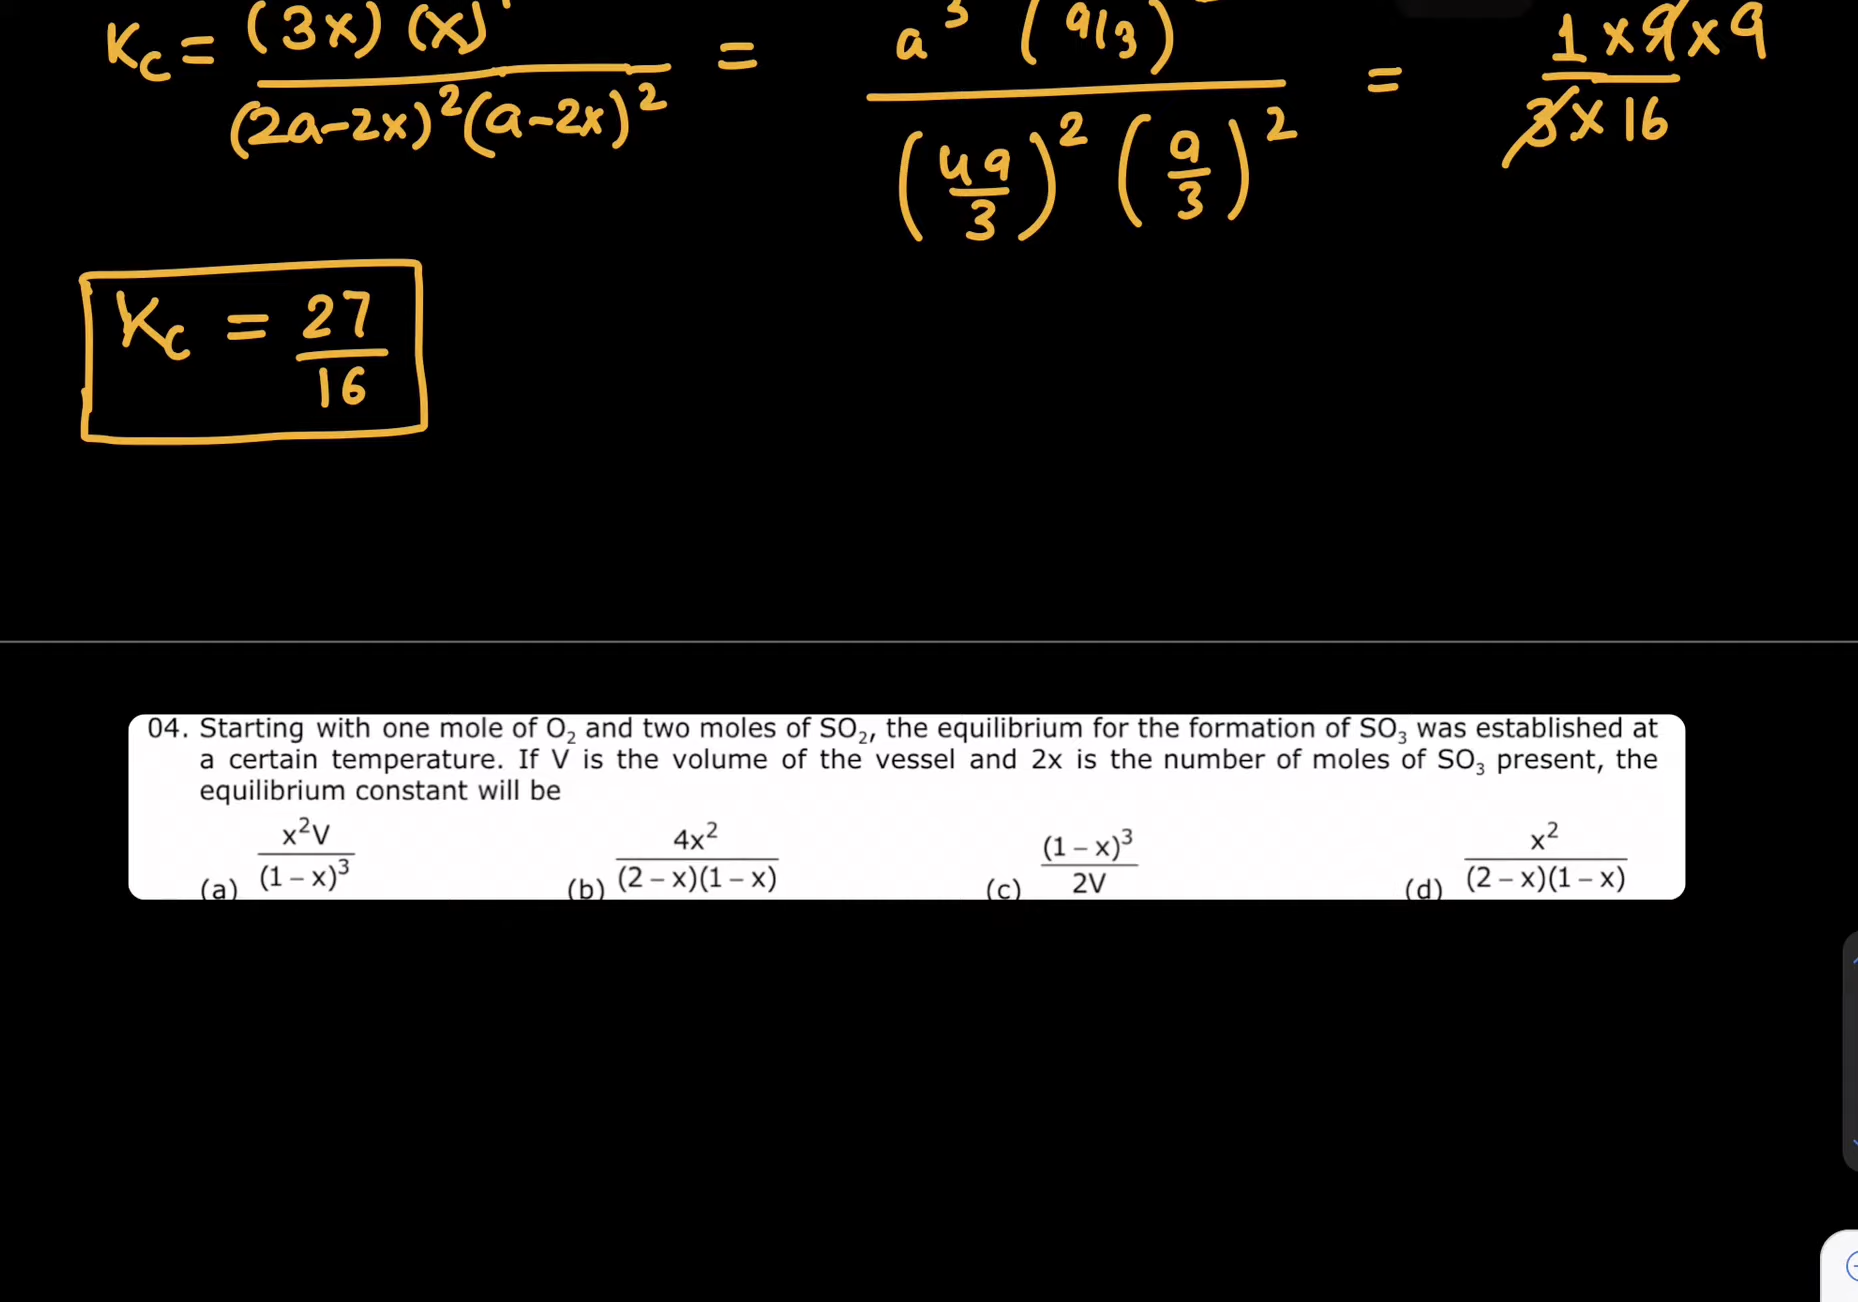 Kc = (3x) (x) / (2a-2x)²(a-2x)² = a³ (a/3) / (4a/3)² (a/3)² = 1 x 9 x 9 / 3 x 16
Kc = 27/16
04. Starting with one mole of O₂ and two moles of SO₂, the equilibrium for the formation of SO₃ was established at
a certain temperature. If V is the volume of the vessel and 2x is the number of moles of SO₃ present, the
equilibrium constant will be
(a) x²V / (1 – x)³ (b) 4x² / (2 – x)(1 – x) (c) (1 – x)³ / 2V (d) x² / (2 – x)(1 – x)